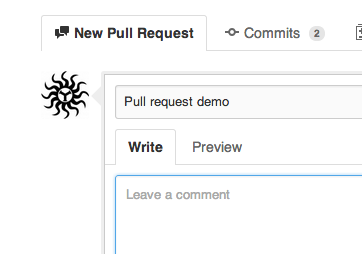 New Pull Request Commits 2
Pull request demo
Write Preview
Leave a comment